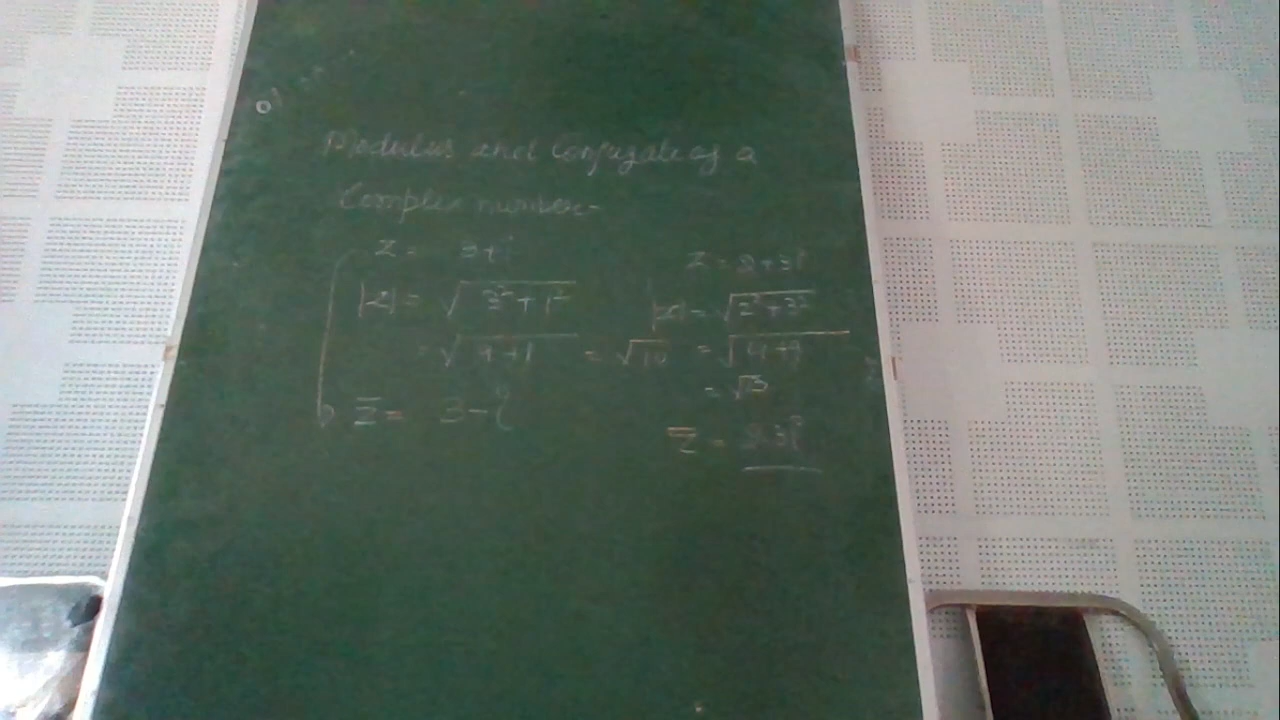 Modulus and Conjugate of a
Complex number-
z = 3+i
|z| = √3²+1²
= √9+1 = √10
z̅ = 3-i
z = 2+3i
|z| = √2²+3²
= √4+9
= √13
z̅ = 2-3i